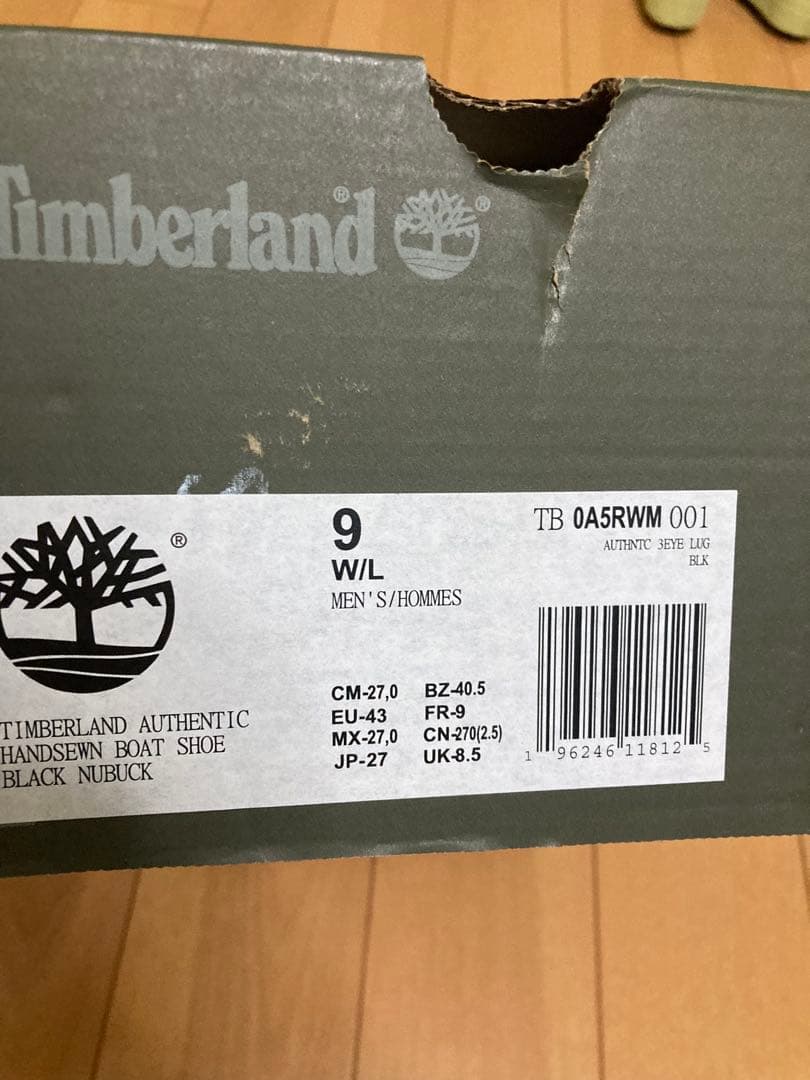 Timberland®
®
®
9
W/L
MEN'S/HOMMES
TB 0A5RWM 001
AUTHNTC 3EYE LUG
BLK
CM-27,0 BZ-40.5
EU-43 FR-9
MX-27,0 CN-270(2.5)
JP-27 UK-8.5
TIMBERLAND AUTHENTIC
HANDSEWN BOAT SHOE
BLACK NUBUCK
1 96246 11812 5